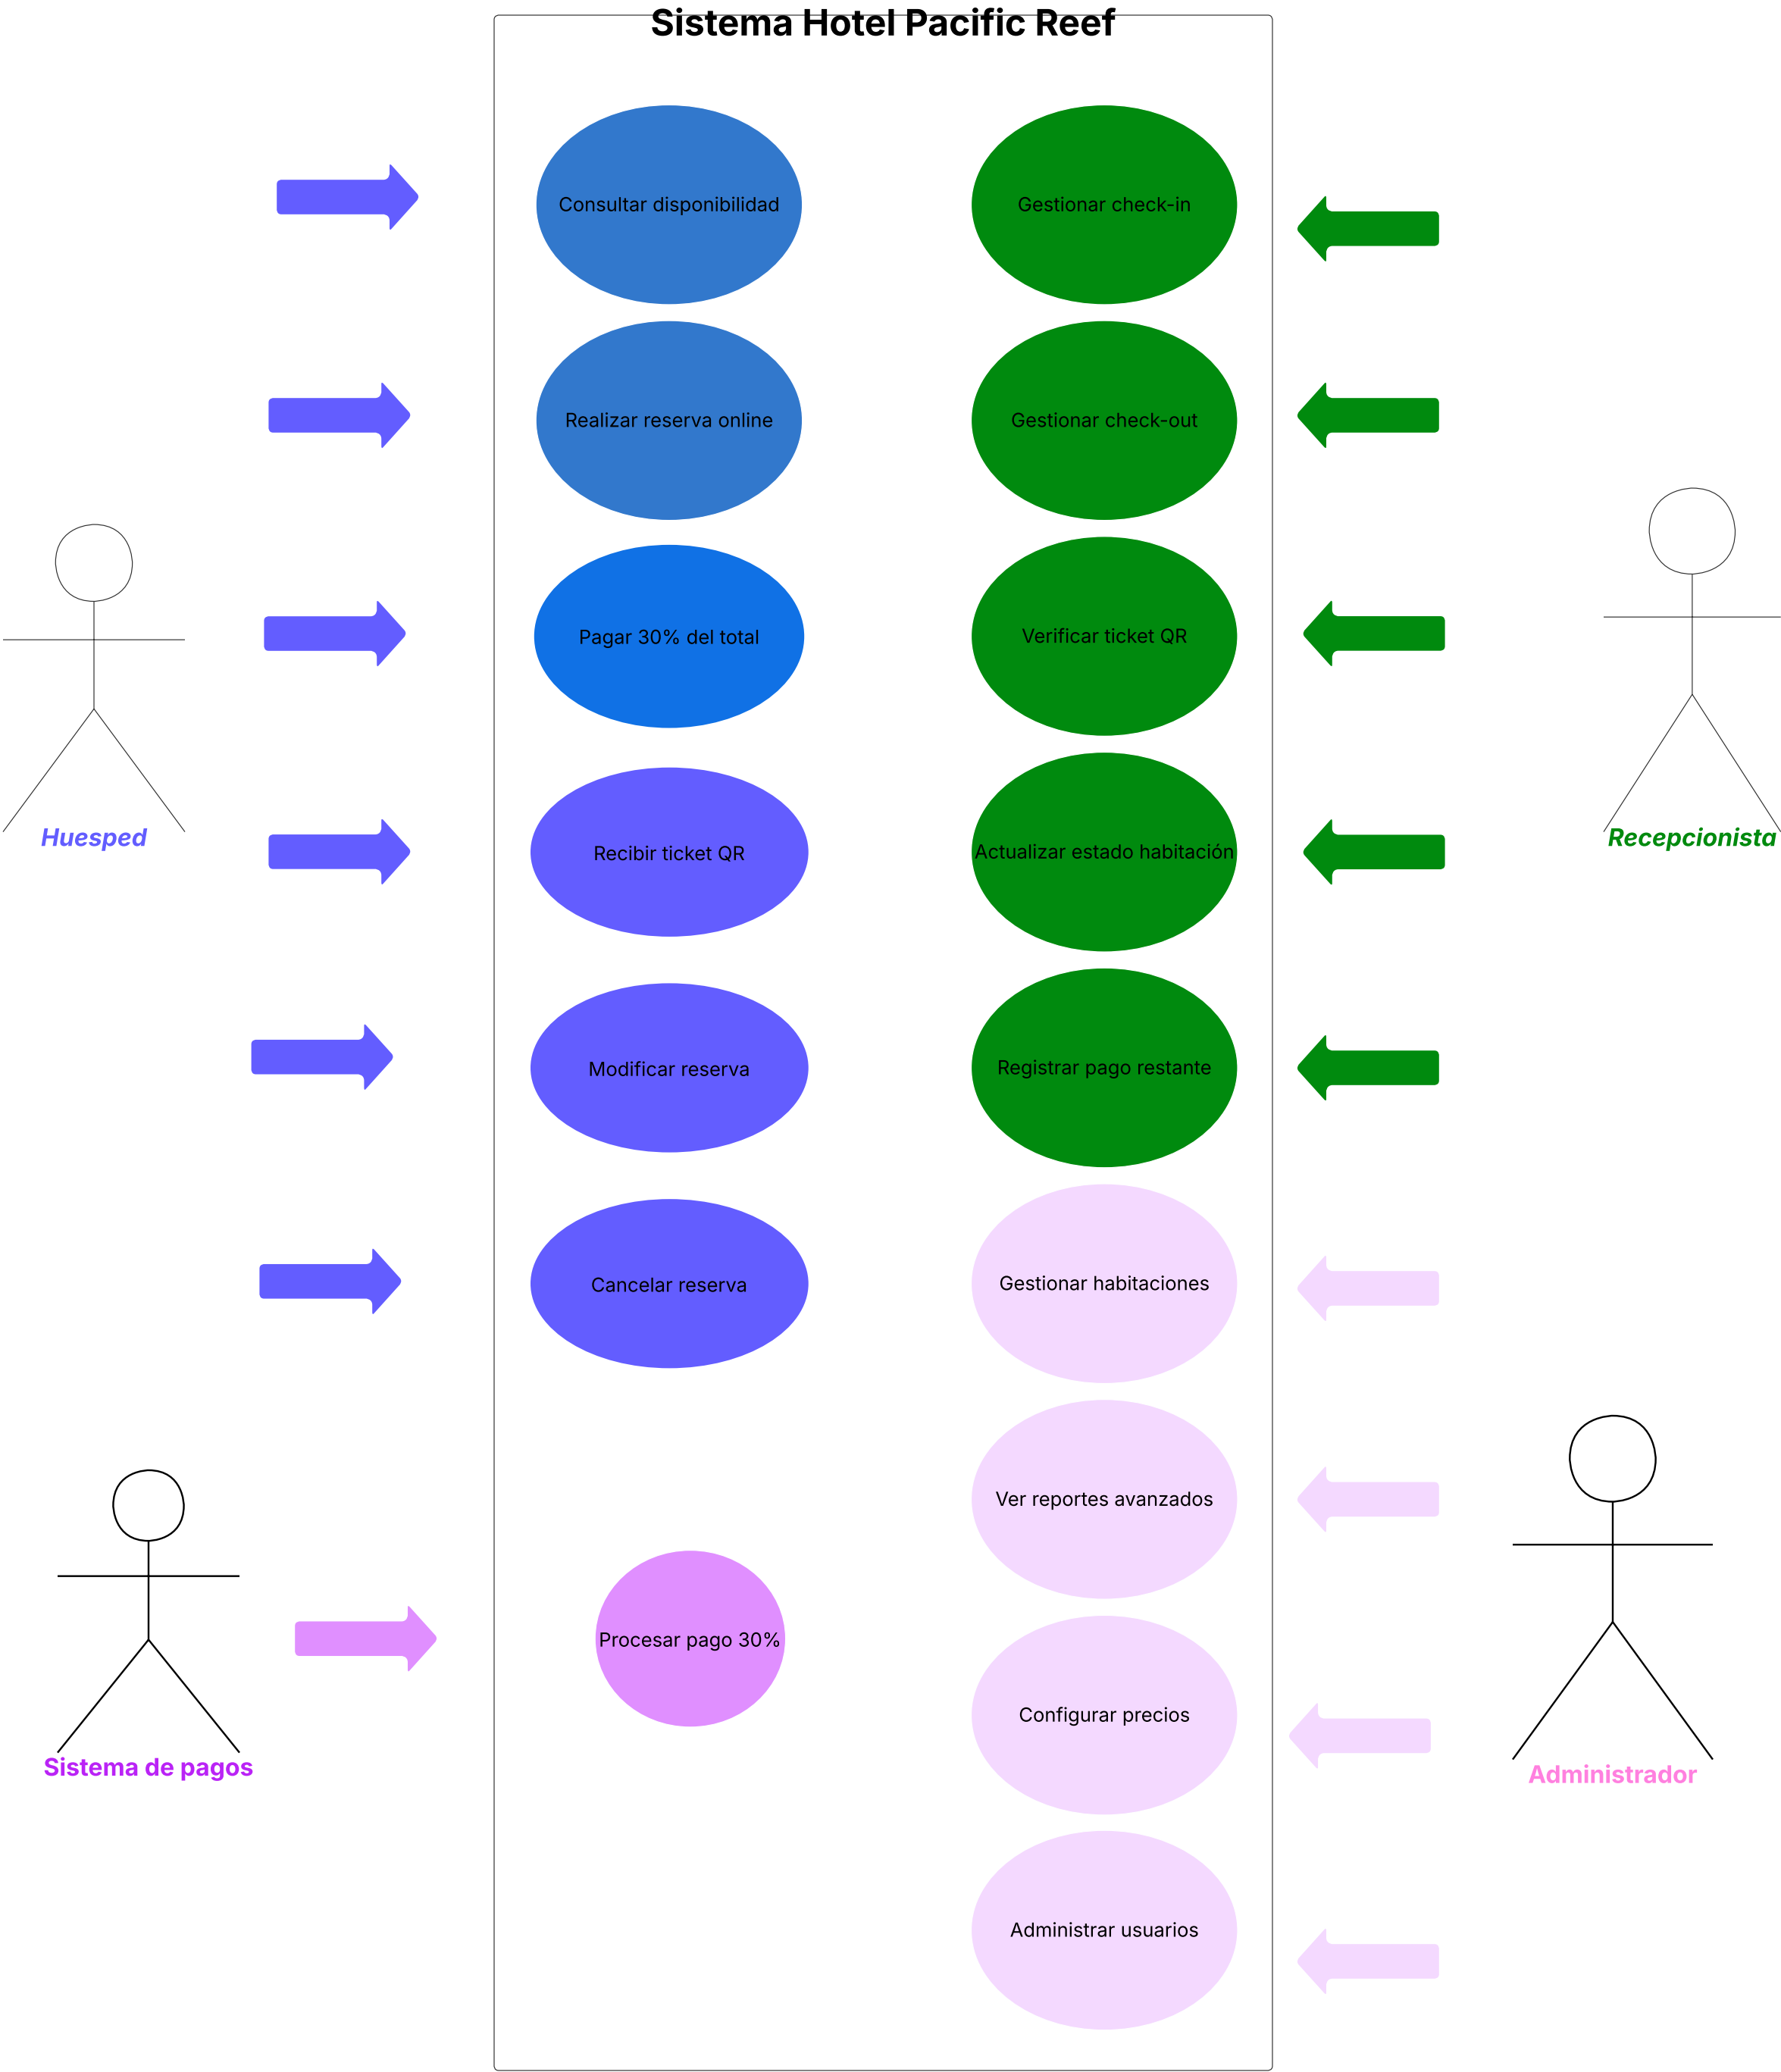 Sistema Hotel Pacific Reef
Consultar disponibilidad
Gestionar check-in
Realizar reserva online
Gestionar check-out
Pagar 30% del total
Verificar ticket QR
Huesped
Recibir ticket QR
Actualizar estado habitación
Recepcionista
Modificar reserva
Registrar pago restante
Cancelar reserva
Gestionar habitaciones
Ver reportes avanzados
Procesar pago 30%
Configurar precios
Sistema de pagos
Administrador
Administrar usuarios